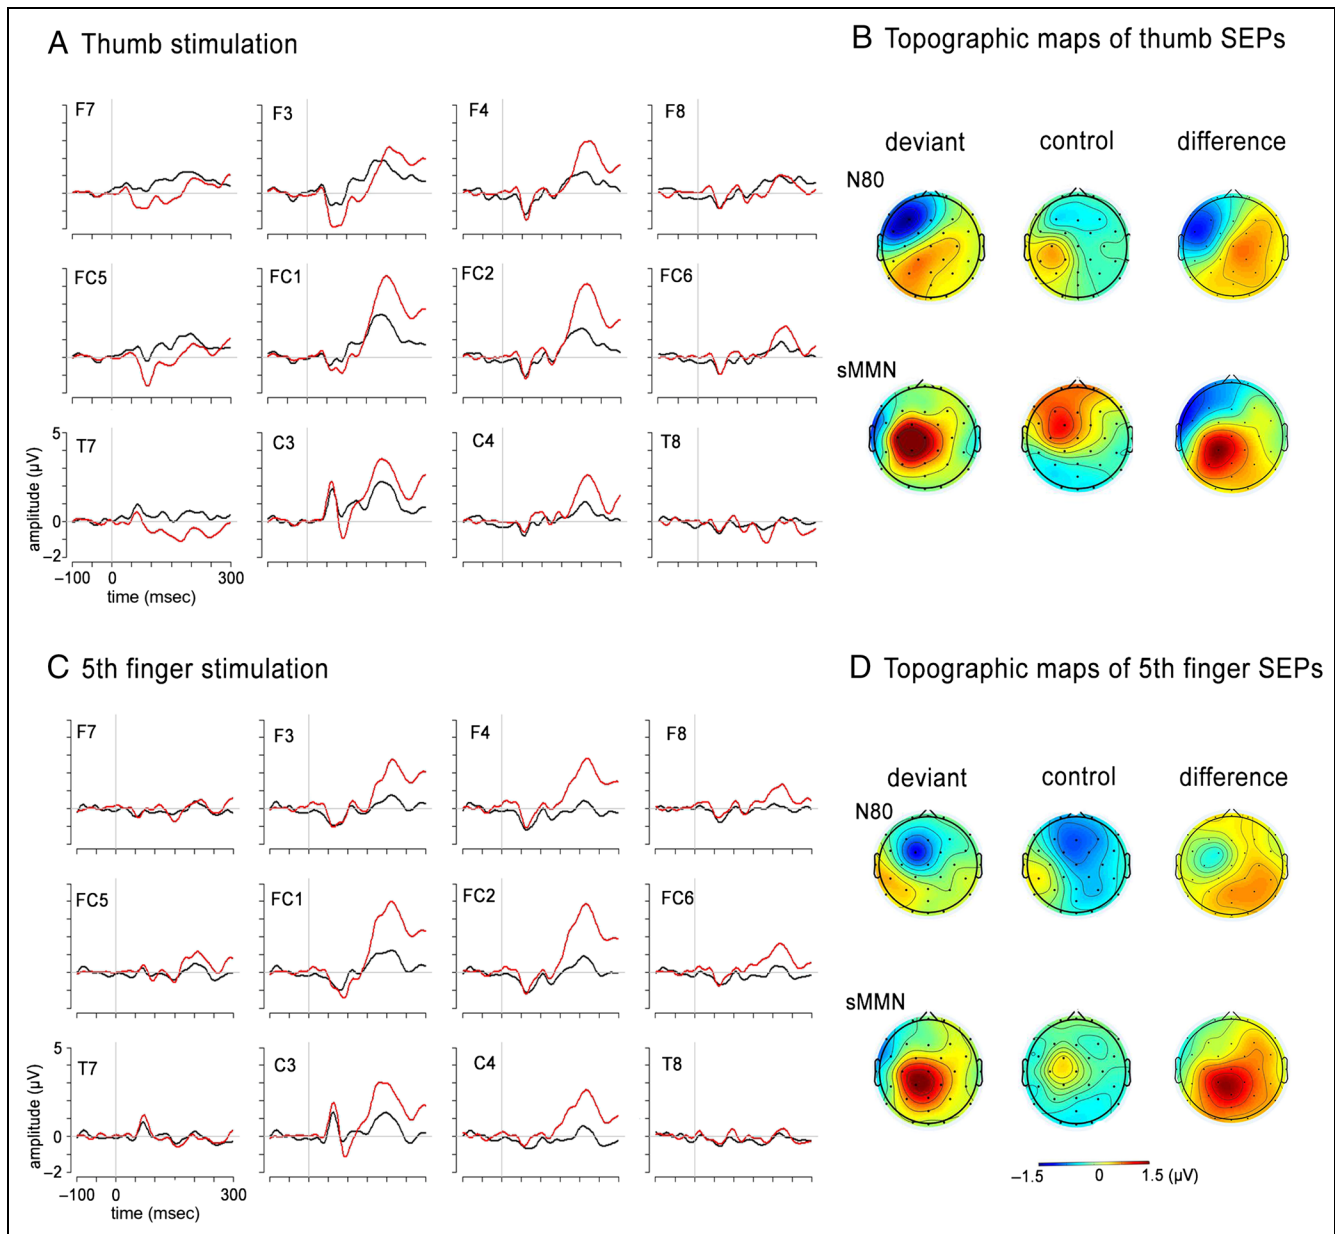 A Thumb stimulation
B Topographic maps of thumb SEPs
F7
F3
F4
F8
FC5
FC1
FC2
FC6
T7
C3
C4
T8
5
0
−2
amplitude (µV)
−100 0 300
time (msec)
deviant control difference
N80
sMMN
C 5th finger stimulation
D Topographic maps of 5th finger SEPs
F7
F3
F4
F8
FC5
FC1
FC2
FC6
T7
C3
C4
T8
5
0
−2
amplitude (µV)
−100 0 300
time (msec)
deviant control difference
N80
sMMN
−1.5 0 1.5 (µV)